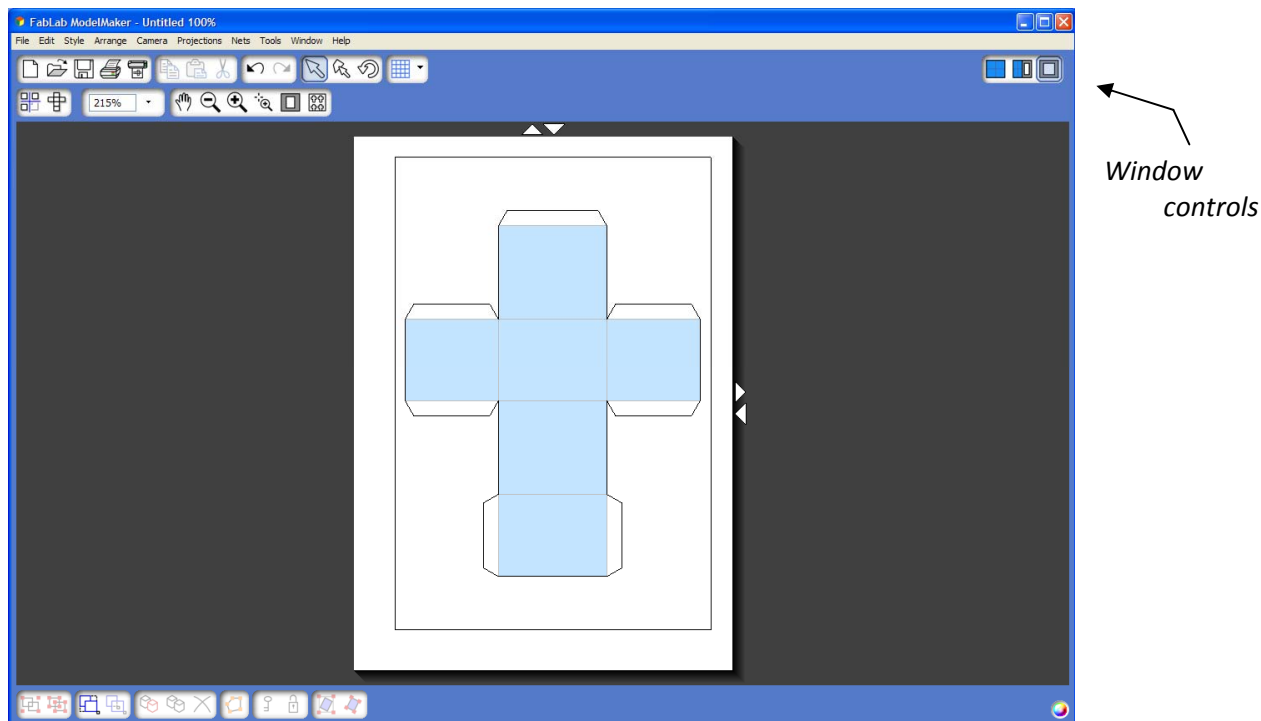 FabLab ModelMaker - Untitled 100%
File Edit Style Arrange Camera Projections Nets Tools Window Help
215%
Window
controls